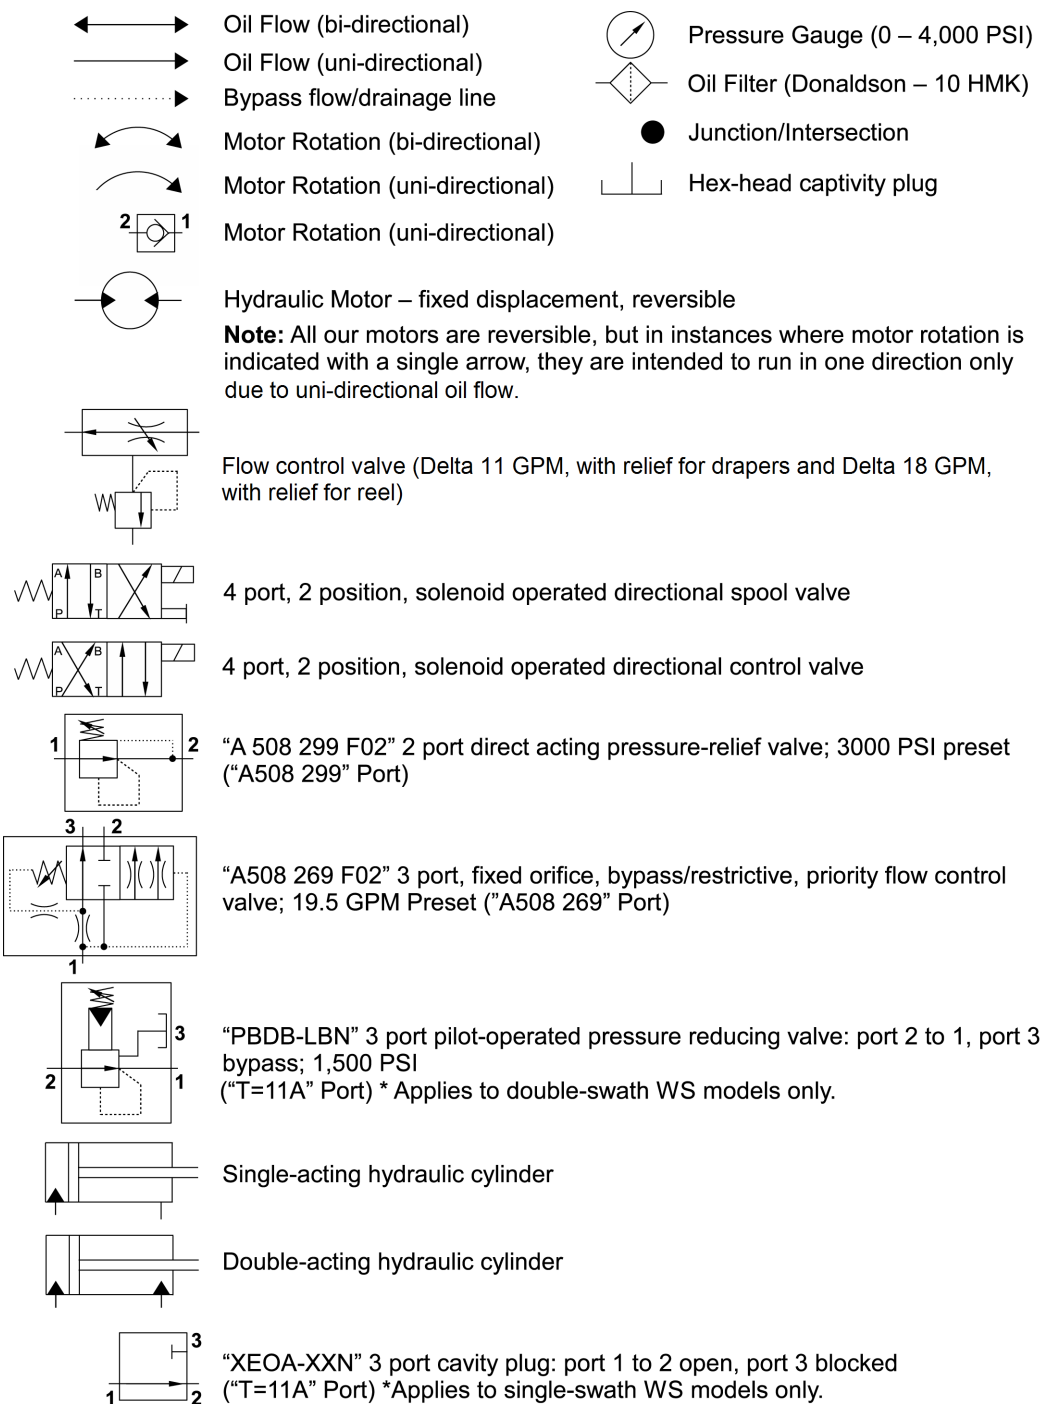 Oil Flow (bi-directional)
Oil Flow (uni-directional)
Bypass flow/drainage line
Motor Rotation (bi-directional)
Motor Rotation (uni-directional)
2 1 Motor Rotation (uni-directional)
Pressure Gauge (0 – 4,000 PSI)
Oil Filter (Donaldson – 10 HMK)
Junction/Intersection
Hex-head captivity plug
Hydraulic Motor – fixed displacement, reversible
Note: All our motors are reversible, but in instances where motor rotation is
indicated with a single arrow, they are intended to run in one direction only
due to uni-directional oil flow.
Flow control valve (Delta 11 GPM, with relief for drapers and Delta 18 GPM,
with relief for reel)
A B
4 port, 2 position, solenoid operated directional spool valve
P T
A B
4 port, 2 position, solenoid operated directional control valve
P T
1 2 “A 508 299 F02” 2 port direct acting pressure-relief valve; 3000 PSI preset
(“A508 299” Port)
3 2
“A508 269 F02” 3 port, fixed orifice, bypass/restrictive, priority flow control
valve; 19.5 GPM Preset (”A508 269” Port)
1
3 “PBDB-LBN” 3 port pilot-operated pressure reducing valve: port 2 to 1, port 3
bypass; 1,500 PSI
2 1 (“T=11A” Port) * Applies to double-swath WS models only.
Single-acting hydraulic cylinder
Double-acting hydraulic cylinder
3
“XEOA-XXN” 3 port cavity plug: port 1 to 2 open, port 3 blocked
1 2 (“T=11A” Port) *Applies to single-swath WS models only.